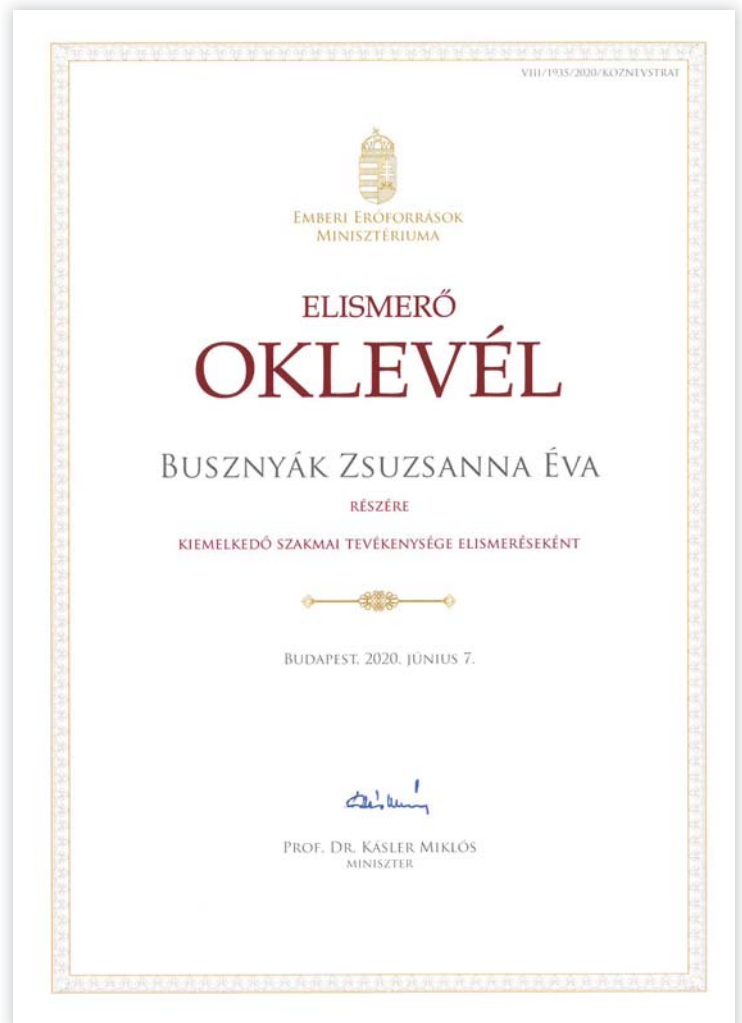 VIII/1935/2020/KOZNEVSTRAT
EMBERI ERŐFORRÁSOK
MINISZTÉRIUMA
ELISMERŐ
OKLEVÉL
BUSZNYÁK ZSUZSANNA ÉVA
RÉSZÉRE
KIEMELKEDŐ SZAKMAI TEVÉKENYSÉGE ELISMERÉSEKÉNT
BUDAPEST, 2020. JÚNIUS 7.
PROF. DR. KÁSLER MIKLÓS
MINISZTER